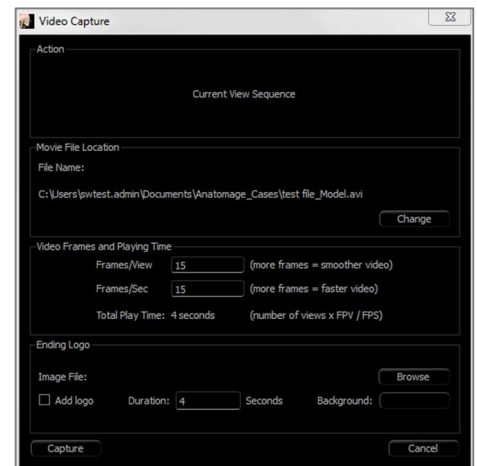 Video Capture
Action
Current View Sequence
Movie File Location
File Name:
C:\Users\swtest.admin\Documents\Anatomage_Cases\test file_Model.avi
Change
Video Frames and Playing Time
Frames/View 15 (more frames = smoother video)
Frames/Sec 15 (more frames = faster video)
Total Play Time: 4 seconds (number of views x FPV / FPS)
Ending Logo
Image File: Browse
Add logo Duration: 4 Seconds Background:
Capture Cancel